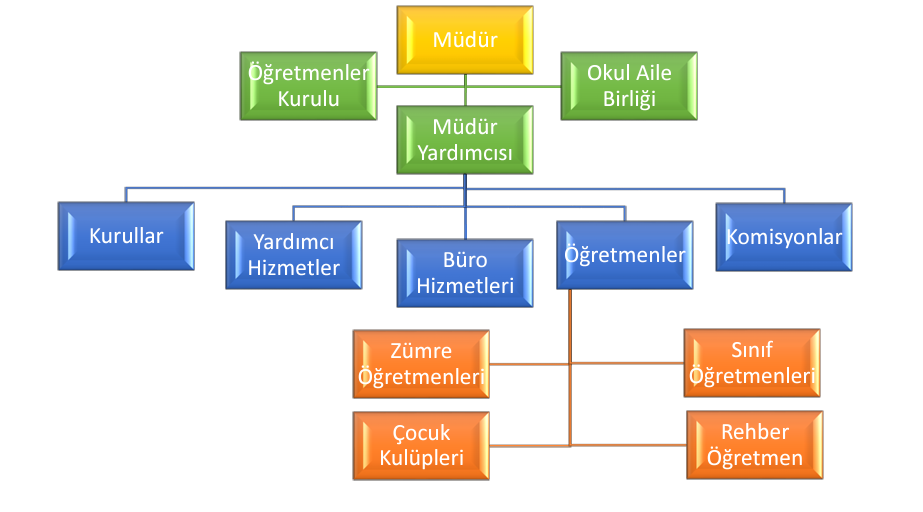 Müdür
Öğretmenler
Kurulu
Okul Aile
Birliği
Müdür
Yardımcısı
Kurullar
Yardımcı
Hizmetler
Büro
Hizmetleri
Öğretmenler
Komisyonlar
Zümre
Öğretmenleri
Sınıf
Öğretmenleri
Çocuk
Kulüpleri
Rehber
Öğretmen